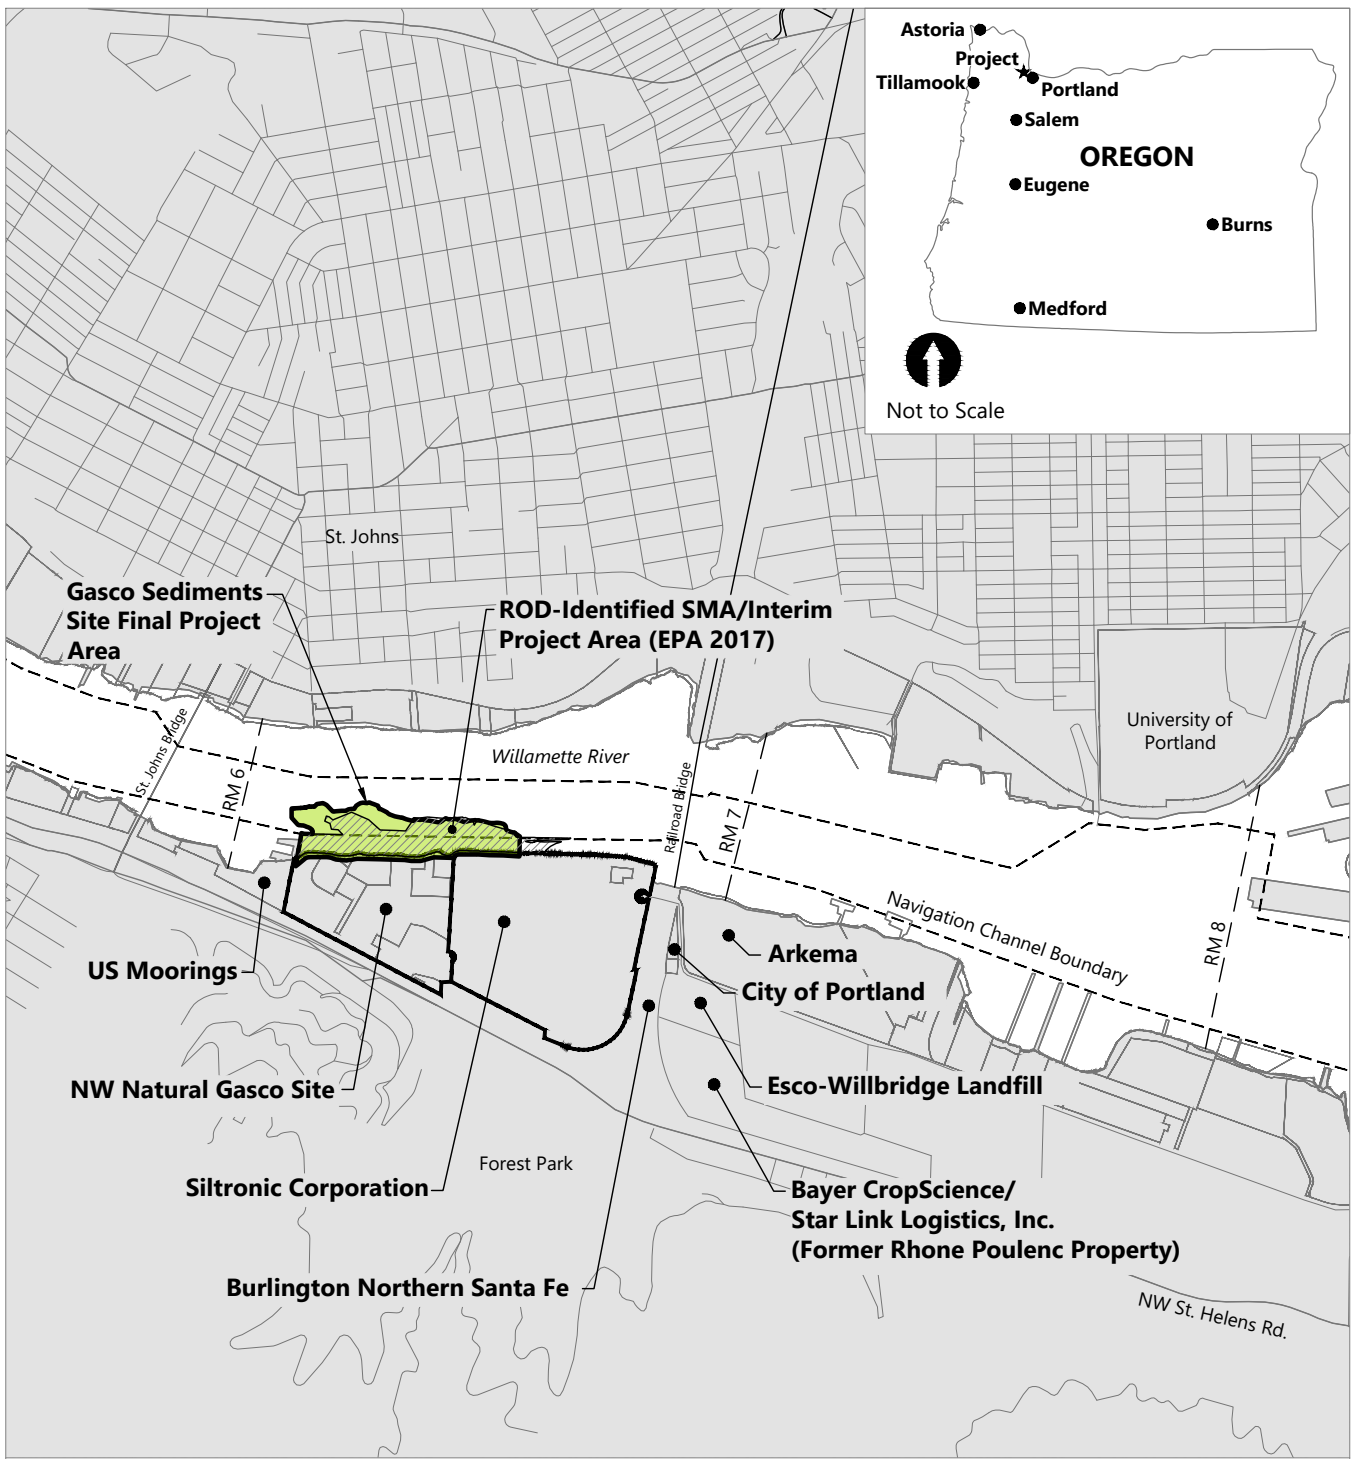 Astoria
Project
Tillamook
Portland
Salem
OREGON
Eugene
Burns
Medford
Not to Scale
St. Johns
Gasco Sediments
Site Final Project
Area
ROD-Identified SMA/Interim
Project Area (EPA 2017)
University of
Portland
Willamette River
St. Johns Bridge
RM 6
Railroad Bridge
RM 7
Navigation Channel Boundary
RM 8
US Moorings
Arkema
City of Portland
NW Natural Gasco Site
Esco-Willbridge Landfill
Forest Park
Siltronic Corporation
Bayer CropScience/
Star Link Logistics, Inc.
(Former Rhone Poulenc Property)
Burlington Northern Santa Fe
NW St. Helens Rd.